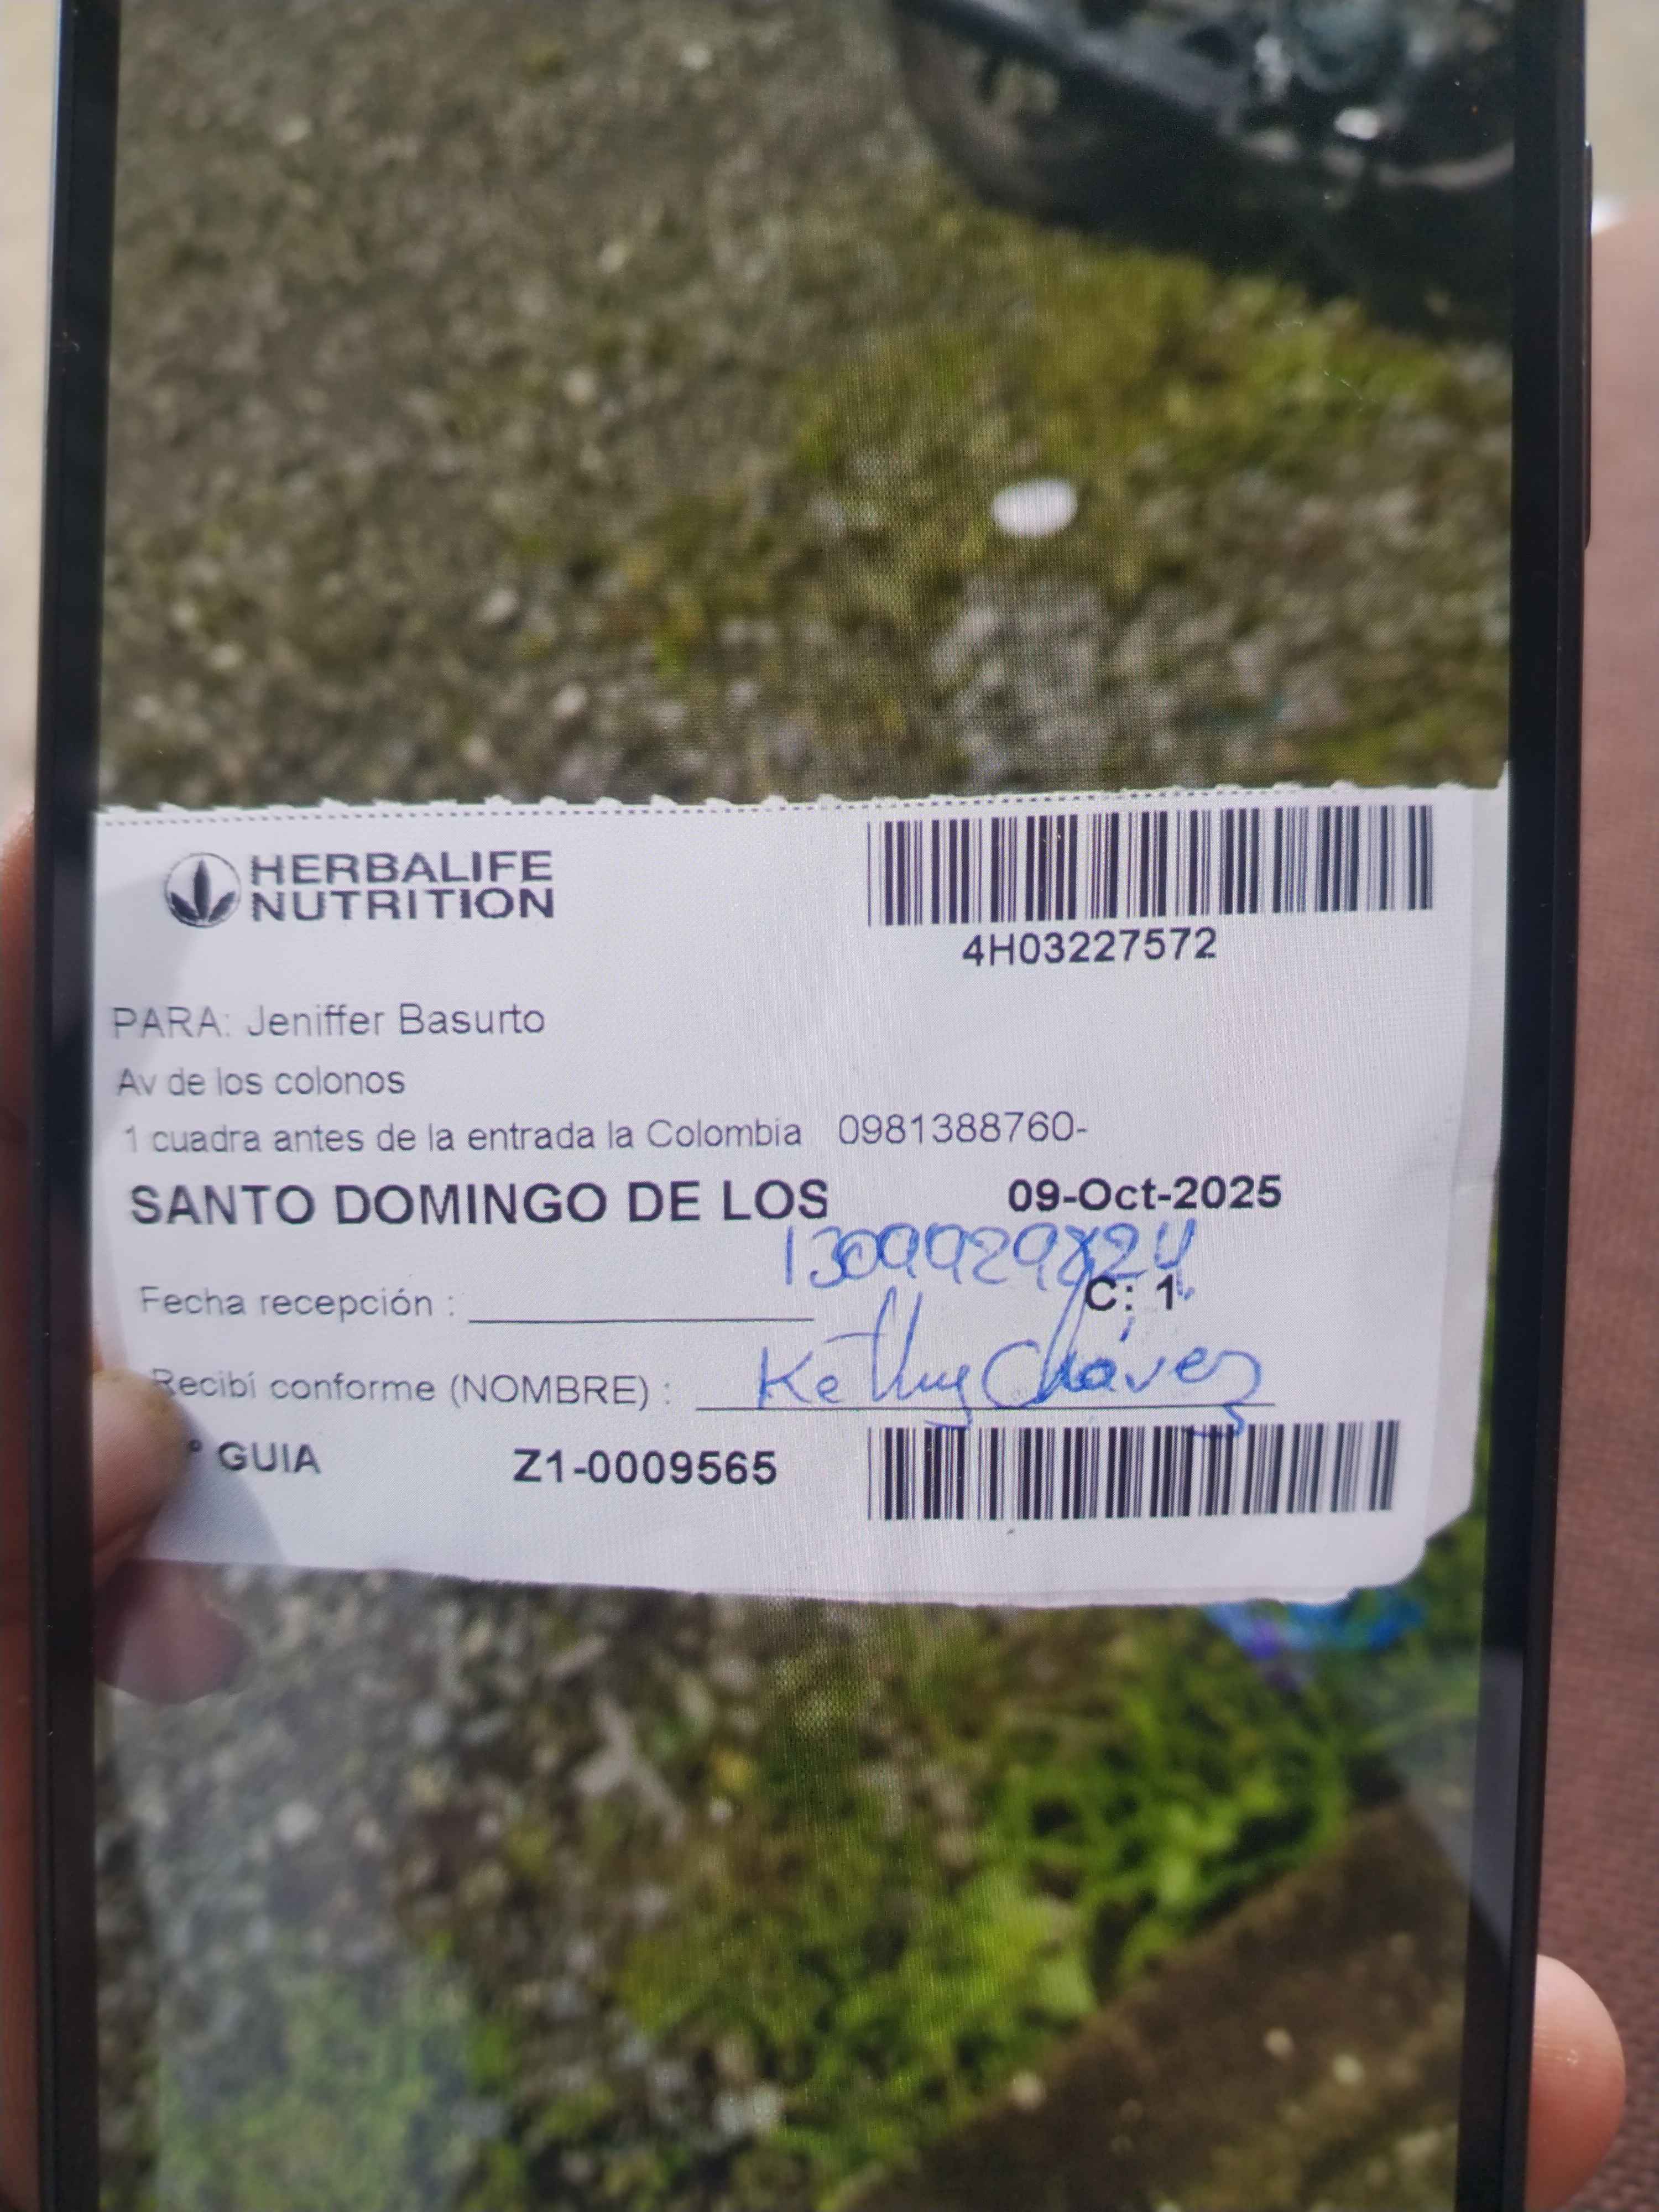 HERBALIFE
NUTRITION
4H03227572
PARA: Jeniffer Basurto
Av de los colonos
1 cuadra antes de la entrada la Colombia 0981388760-
SANTO DOMINGO DE LOS 09-Oct-2025
1309929824
Fecha recepción : C: 1
Recibí conforme (NOMBRE) : Kethy Chávez
° GUIA Z1-0009565